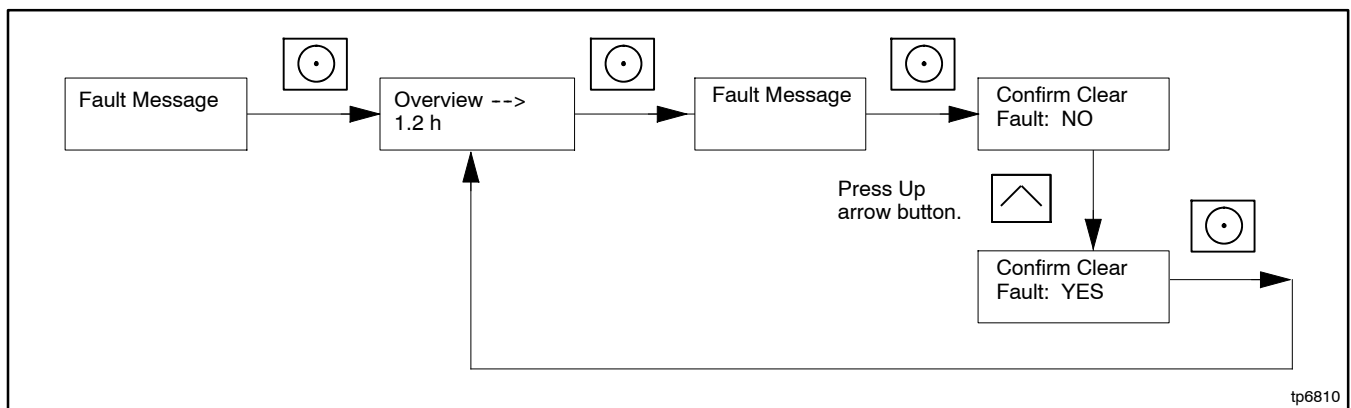 Fault Message
Overview -->
1.2 h
Fault Message
Confirm Clear
Fault: NO
Press Up
arrow button.
Confirm Clear
Fault: YES
tp6810